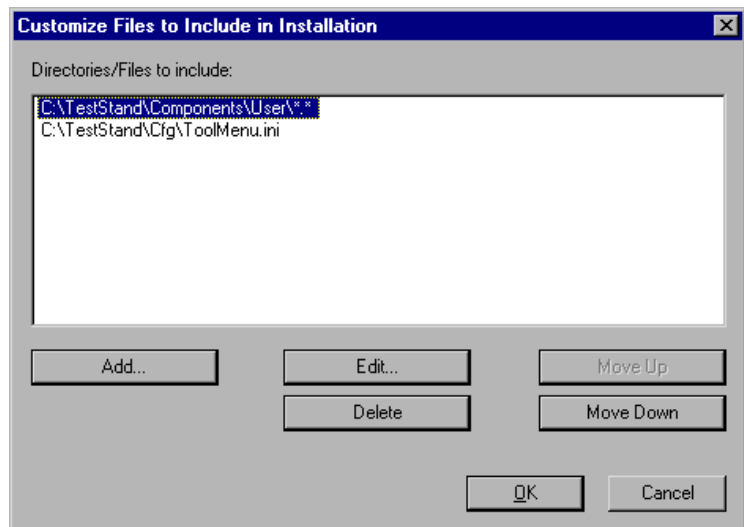 Customize Files to Include in Installation
Directories/Files to include:
C:\TestStand\Components\User\*.*
C:\TestStand\Cfg\ToolMenu.ini
Add... Edit... Move Up
Delete Move Down
OK Cancel